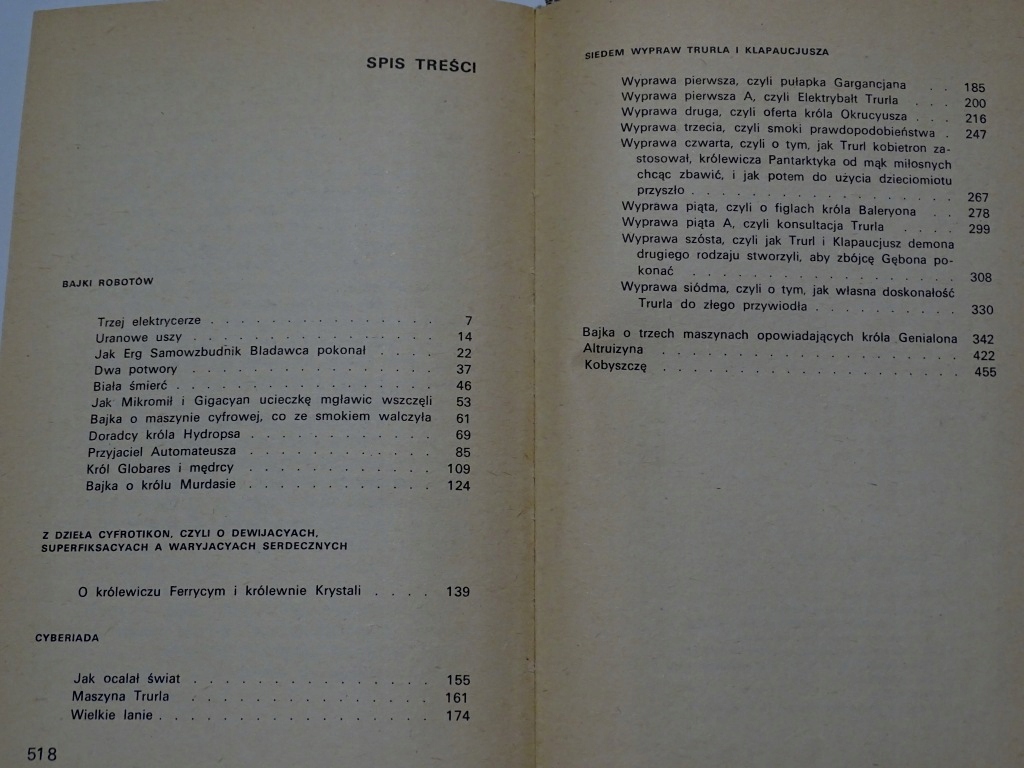 SPIS TREŚCI
BAJKI ROBOTÓW
Trzej elektrycerze . . . . . . . . . . . . . . . 7
Uranowe uszy . . . . . . . . . . . . . . . . 14
Jak Erg Samowzbudnik Bladawca pokonał . . . . 22
Dwa potwory . . . . . . . . . . . . . . . . 37
Biała śmierć . . . . . . . . . . . . . . . . . 46
Jak Mikromił i Gigacyan ucieczkę mgławic wszczęli 53
Bajka o maszynie cyfrowej, co ze smokiem walczyła 61
Doradcy króla Hydropsa . . . . . . . . . . . . 69
Przyjaciel Automateusza . . . . . . . . . . . . 85
Król Globares i mędrcy . . . . . . . . . . . . 109
Bajka o królu Murdasie . . . . . . . . . . . . 124
Z DZIEŁA CYFROTIKON, CZYLI O DEWIJACYACH,
SUPERFIKSACYACH A WARYJACYACH SERDECZNYCH
O królewiczu Ferrycym i królewnie Krystali . . . . 139
CYBERIADA
Jak ocalał świat . . . . . . . . . . . . . . . 155
Maszyna Trurla . . . . . . . . . . . . . . . 161
Wielkie lanie . . . . . . . . . . . . . . . . . 174
518
SIEDEM WYPRAW TRURLA I KLAPAUCJUSZA
Wyprawa pierwsza, czyli pułapka Gargancjana . . 185
Wyprawa pierwsza A, czyli Elektrybałt Trurla . . . 200
Wyprawa druga, czyli oferta króla Okrucyusza . . . 216
Wyprawa trzecia, czyli smoki prawdopodobieństwa . 247
Wyprawa czwarta, czyli o tym, jak Trurl kobietron za-
stosował, królewicza Pantarktyka od mąk miłosnych
chcąc zbawić, i jak potem do użycia dzieciomiotu
przyszło . . . . . . . . . . . . . . . . . 267
Wyprawa piąta, czyli o figlach króla Baleryona . . 278
Wyprawa piąta A, czyli konsultacja Trurla . . . . 299
Wyprawa szósta, czyli jak Trurl i Klapaucjusz demona
drugiego rodzaju stworzyli, aby zbójcę Gębona po-
konać . . . . . . . . . . . . . . . . . . 308
Wyprawa siódma, czyli o tym, jak własna doskonałość
Trurla do złego przywiodła . . . . . . . . . 330
Bajka o trzech maszynach opowiadających króla Genialona 342
Altruizyna . . . . . . . . . . . . . . . . . . . 422
Kobyszczę . . . . . . . . . . . . . . . . . . . 455